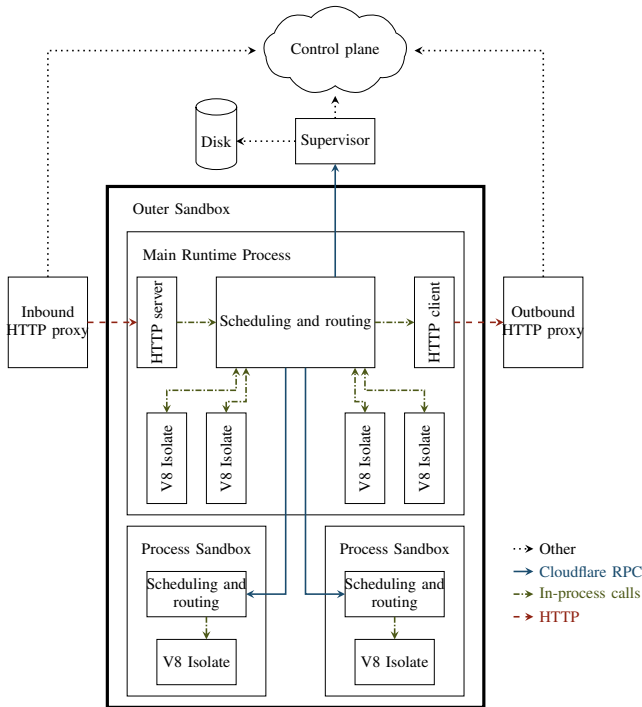 Control plane
Disk
Supervisor
Outer Sandbox
Main Runtime Process
Inbound
HTTP proxy
HTTP server
Scheduling and routing
HTTP client
Outbound
HTTP proxy
V8 Isolate
V8 Isolate
V8 Isolate
V8 Isolate
Process Sandbox
Scheduling and
routing
V8 Isolate
Process Sandbox
Scheduling and
routing
V8 Isolate
Other
Cloudflare RPC
In-process calls
HTTP